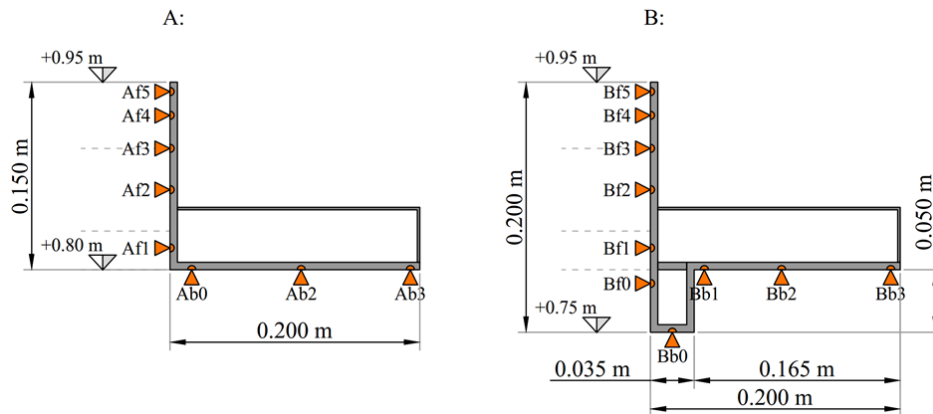 A:
B:
+0.95 m
+0.95 m
Af5
Bf5
Af4
Bf4
Af3
Bf3
0.150 m
0.200 m
Af2
Bf2
0.050 m
+0.80 m
Af1
Bf1
Bf0
Ab0
Ab2
Ab3
Bb1
Bb2
Bb3
+0.75 m
0.200 m
Bb0
0.035 m
0.165 m
0.200 m